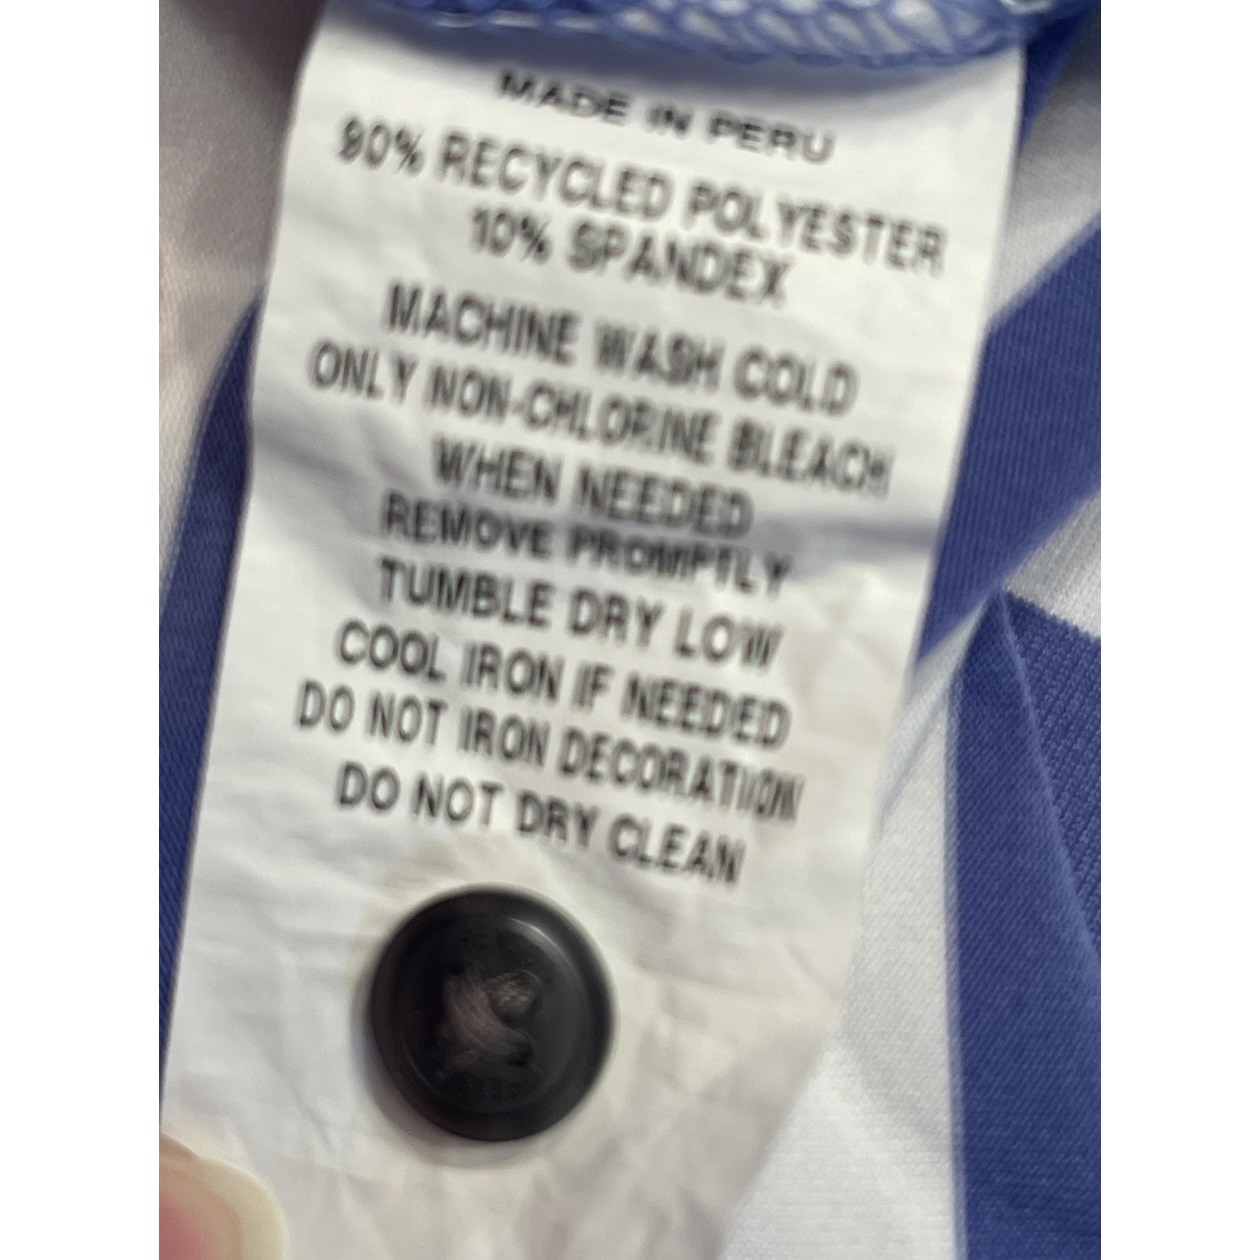 MADE IN PERU
90% RECYCLED POLYESTER
10% SPANDEX
MACHINE WASH COLD
ONLY NON-CHLORINE BLEACH
WHEN NEEDED
REMOVE PROMPTLY
TUMBLE DRY LOW
COOL IRON IF NEEDED
DO NOT IRON DECORATION
DO NOT DRY CLEAN